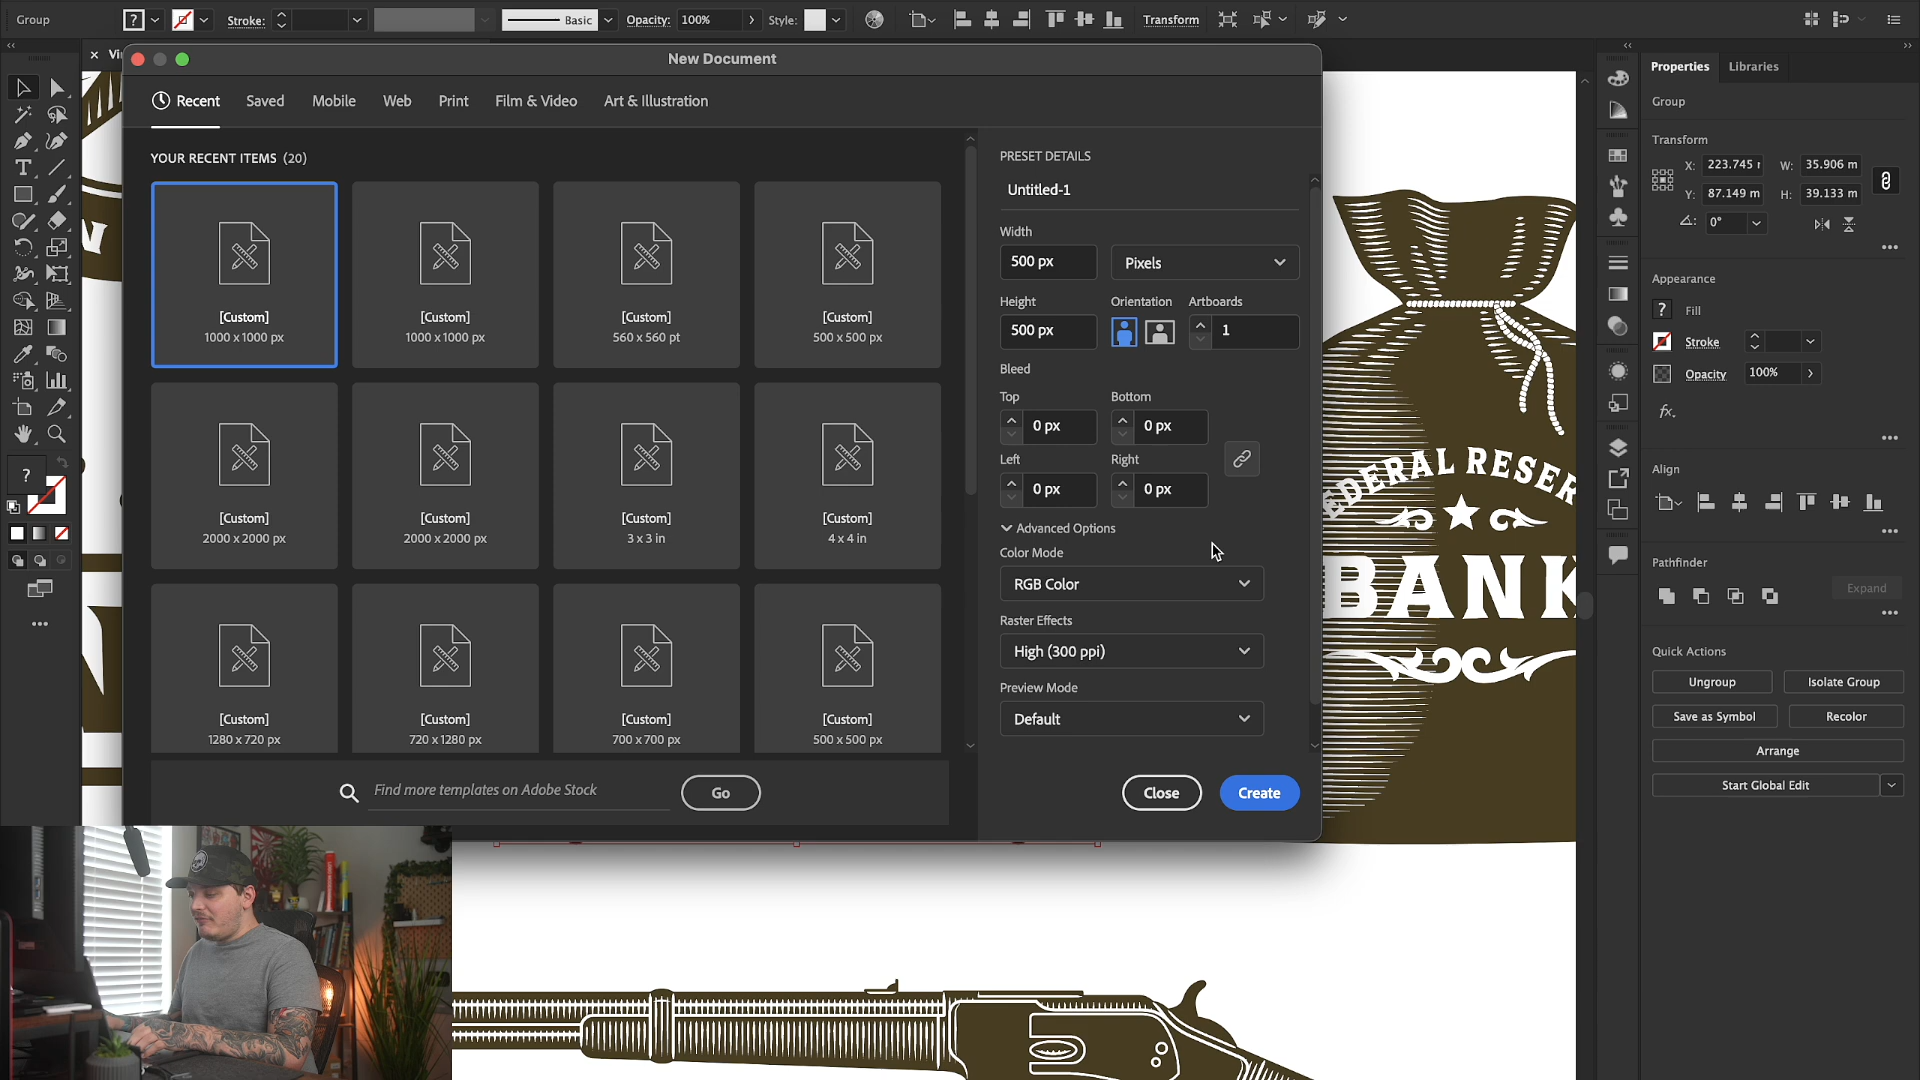 Group
?
Stroke:
Basic
Opacity:
100%
Style:
Transform
New Document
Recent
Saved
Mobile
Web
Print
Film & Video
Art & Illustration
YOUR RECENT ITEMS (20)
[Custom]
1000 x 1000 px
[Custom]
1000 x 1000 px
[Custom]
560 x 560 pt
[Custom]
500 x 500 px
[Custom]
2000 x 2000 px
[Custom]
2000 x 2000 px
[Custom]
3 x 3 in
[Custom]
4 x 4 in
[Custom]
1280 x 720 px
[Custom]
720 x 1280 px
[Custom]
700 x 700 px
[Custom]
500 x 500 px
Find more templates on Adobe Stock
Go
PRESET DETAILS
Untitled-1
Width
500 px
Pixels
Height
Orientation
Artboards
500 px
1
Bleed
Top
Bottom
0 px
0 px
Left
Right
0 px
0 px
Advanced Options
Color Mode
RGB Color
Raster Effects
High (300 ppi)
Preview Mode
Default
Close
Create
?
EDERAL RESER
BANK
Properties
Libraries
Group
Transform
X:
223.745
W:
35.906 m
Y:
87.149 m
H:
39.133 m
0°
Appearance
?
Fill
Stroke
Opacity
100%
fx.
Align
Pathfinder
Expand
Quick Actions
Ungroup
Isolate Group
Save as Symbol
Recolor
Arrange
Start Global Edit